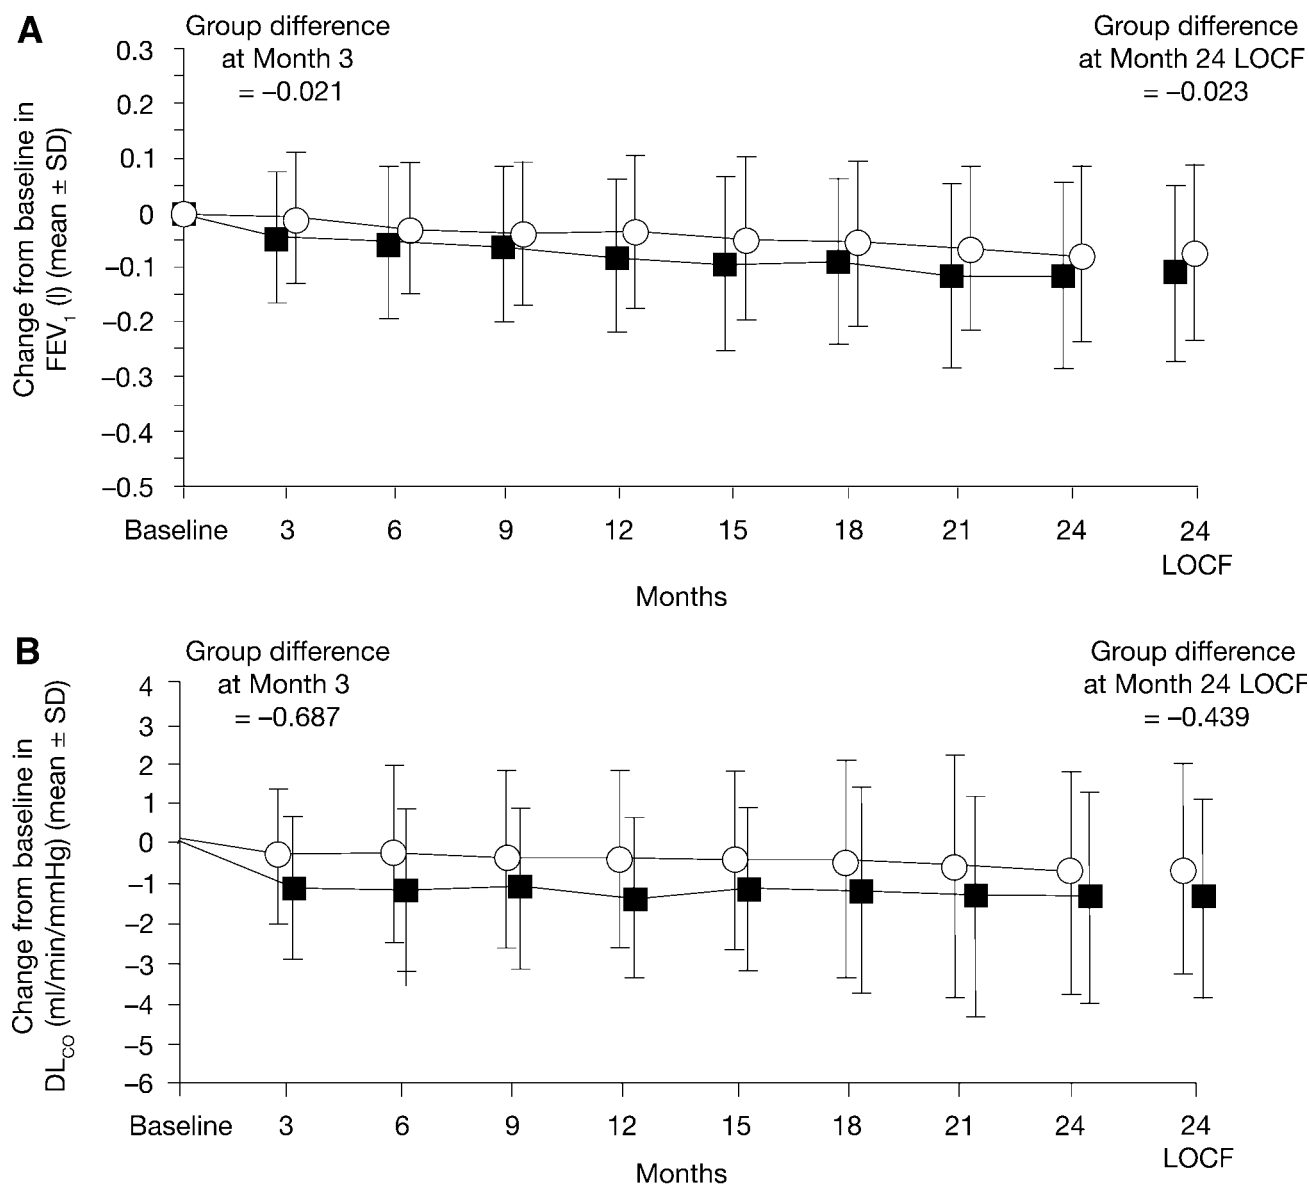 A
Group difference
at Month 3
= –0.021
Group difference
at Month 24 LOCF
= –0.023
Change from baseline in
FEV1 (l) (mean ± SD)
0.3
0.2
0.1
0
–0.1
–0.2
–0.3
–0.4
–0.5
Baseline 3 6 9 12 15 18 21 24 24
LOCF
Months
B
Group difference
at Month 3
= –0.687
Group difference
at Month 24 LOCF
= –0.439
Change from baseline in
DLCO (ml/min/mmHg) (mean ± SD)
4
3
2
1
0
–1
–2
–3
–4
–5
–6
Baseline 3 6 9 12 15 18 21 24 24
LOCF
Months